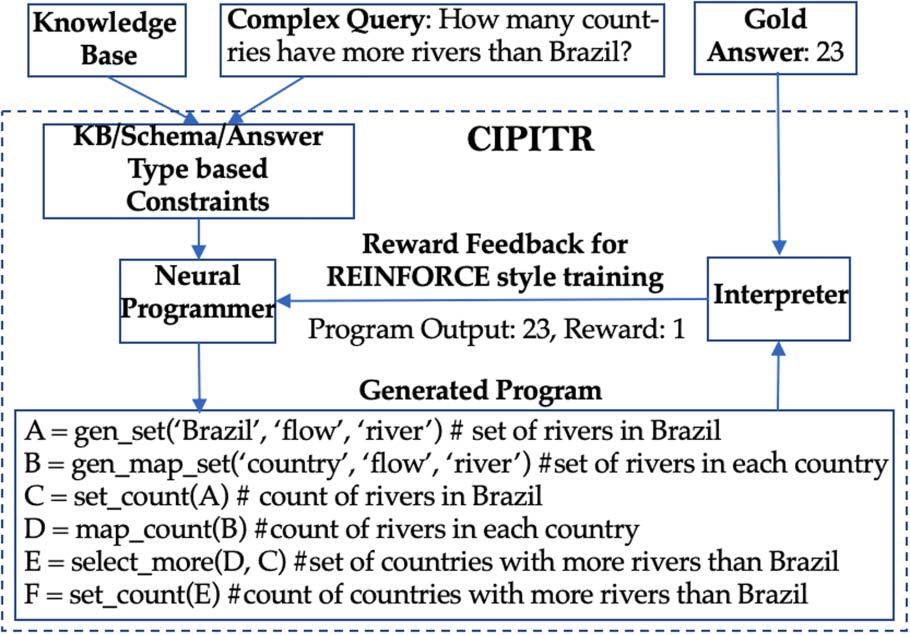 Knowledge
Base
Complex Query: How many count-
ries have more rivers than Brazil?
Gold
Answer: 23
KB/Schema/Answer
Type based
Constraints
CIPITR
Neural
Programmer
Reward Feedback for
REINFORCE style training
Program Output: 23, Reward: 1
Interpreter
Generated Program
A = gen_set(‘Brazil’, ‘flow’, ‘river’) # set of rivers in Brazil
B = gen_map_set(‘country’, ‘flow’, ‘river’) #set of rivers in each country
C = set_count(A) # count of rivers in Brazil
D = map_count(B) #count of rivers in each country
E = select_more(D, C) #set of countries with more rivers than Brazil
F = set_count(E) #count of countries with more rivers than Brazil